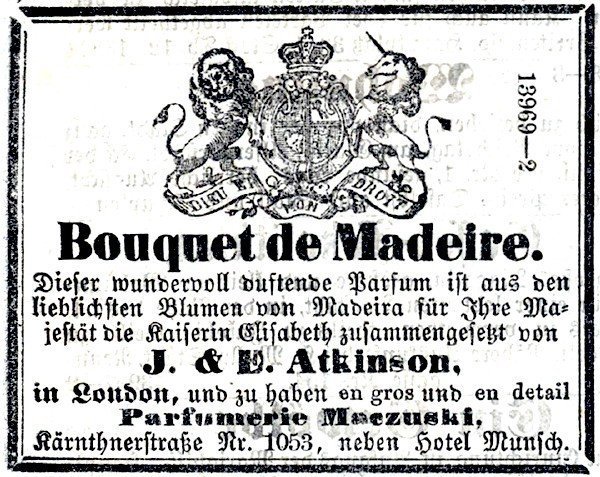 DIEU ET MON DROIT
13969—2
Bouquet de Madeire.
Dieser wundervoll duftende Parfum ist aus den
lieblichsten Blumen von Madeira für Ihre Ma-
jestät die Kaiserin Elisabeth zusammengesetzt von
J. & E. Atkinson,
in London, und zu haben en gros und en detail
Parfumerie Maczuski,
Kärnthnerstraße Nr. 1053, neben Hotel Munsch.